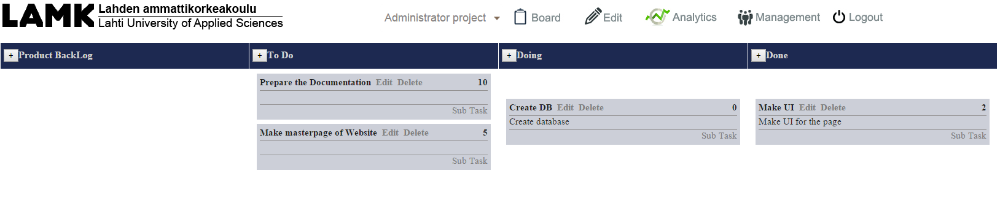 LAMK
Lahden ammattikorkeakoulu
Lahti University of Applied Sciences
Administrator project Board Edit Analytics Management Logout
+ Product BackLog
+ To Do
+ Doing
+ Done
Prepare the Documentation Edit Delete 10
Sub Task
Make masterpage of Website Edit Delete 5
Sub Task
Create DB Edit Delete 0
Create database
Sub Task
Make UI Edit Delete 2
Make UI for the page
Sub Task